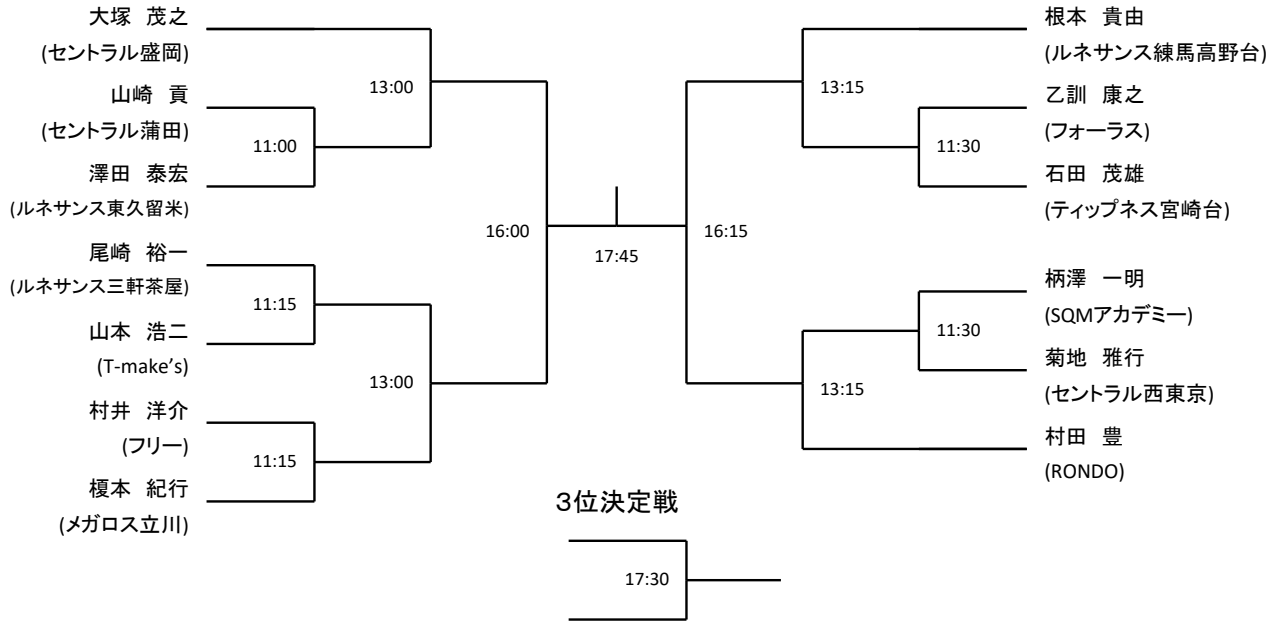 大塚　茂之
(セントラル盛岡)
山崎　貢
(セントラル蒲田)
澤田　泰宏
(ルネサンス東久留米)
尾崎　裕一
(ルネサンス三軒茶屋)
山本　浩二
(T-make's)
村井　洋介
(フリー)
榎本　紀行
(メガロス立川)
11:00
11:15
11:15
13:00
13:00
16:00
17:45
16:15
13:15
13:15
11:30
11:30
根本　貴由
(ルネサンス練馬高野台)
乙訓　康之
(フォーラス)
石田　茂雄
(ティップネス宮崎台)
柄澤　一明
(SQMアカデミー)
菊地　雅行
(セントラル西東京)
村田　豊
(RONDO)
３位決定戦
17:30